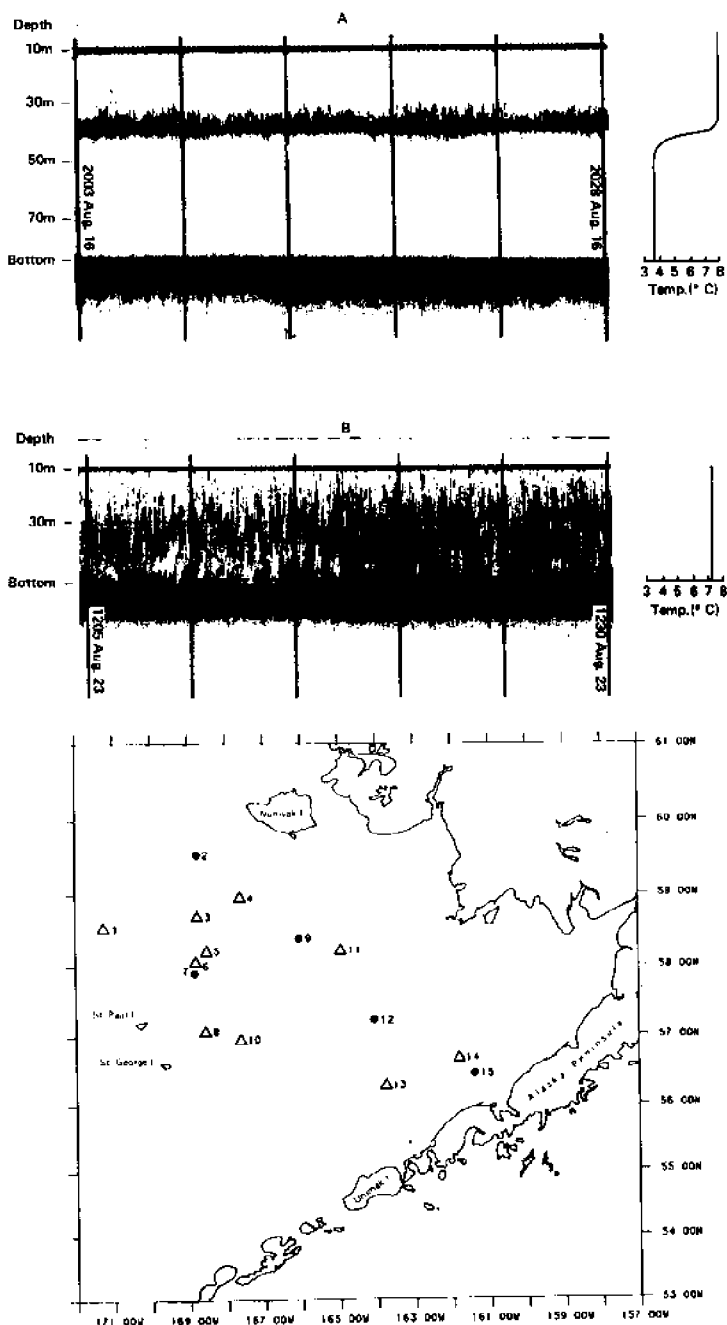 A
Depth
10m
30m
50m
70m
Bottom
2003 Aug. 16
2028 Aug. 16
3 4 5 6 7 8
Temp.(° C)
B
Depth
10m
30m
Bottom
1205 Aug. 23
1230 Aug. 23
3 4 5 6 7 8
Temp.(° C)
61 00N
60 00N
59 00N
58 00N
57 00N
56 00N
55 00N
54 00N
53 00N
Nunivak I
2
4
3
1
5
6
7
9
11
St Paul I
8
10
12
St George I
14
15
13
Alaska Peninsula
Unimak I
171 00W 169 00W 167 00W 165 00W 163 00W 161 00W 159 00W 157 00W